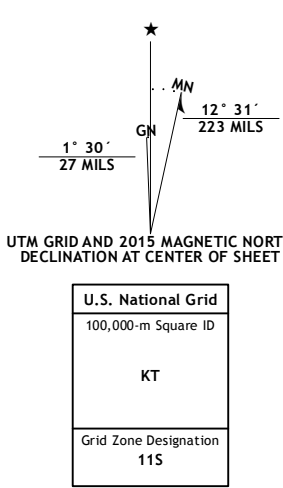 ★
MN
GN
12° 31´
223 MILS
1° 30´
27 MILS
UTM GRID AND 2015 MAGNETIC NORT
DECLINATION AT CENTER OF SHEET
U.S. National Grid
100,000-m Square ID
KT
Grid Zone Designation
11S